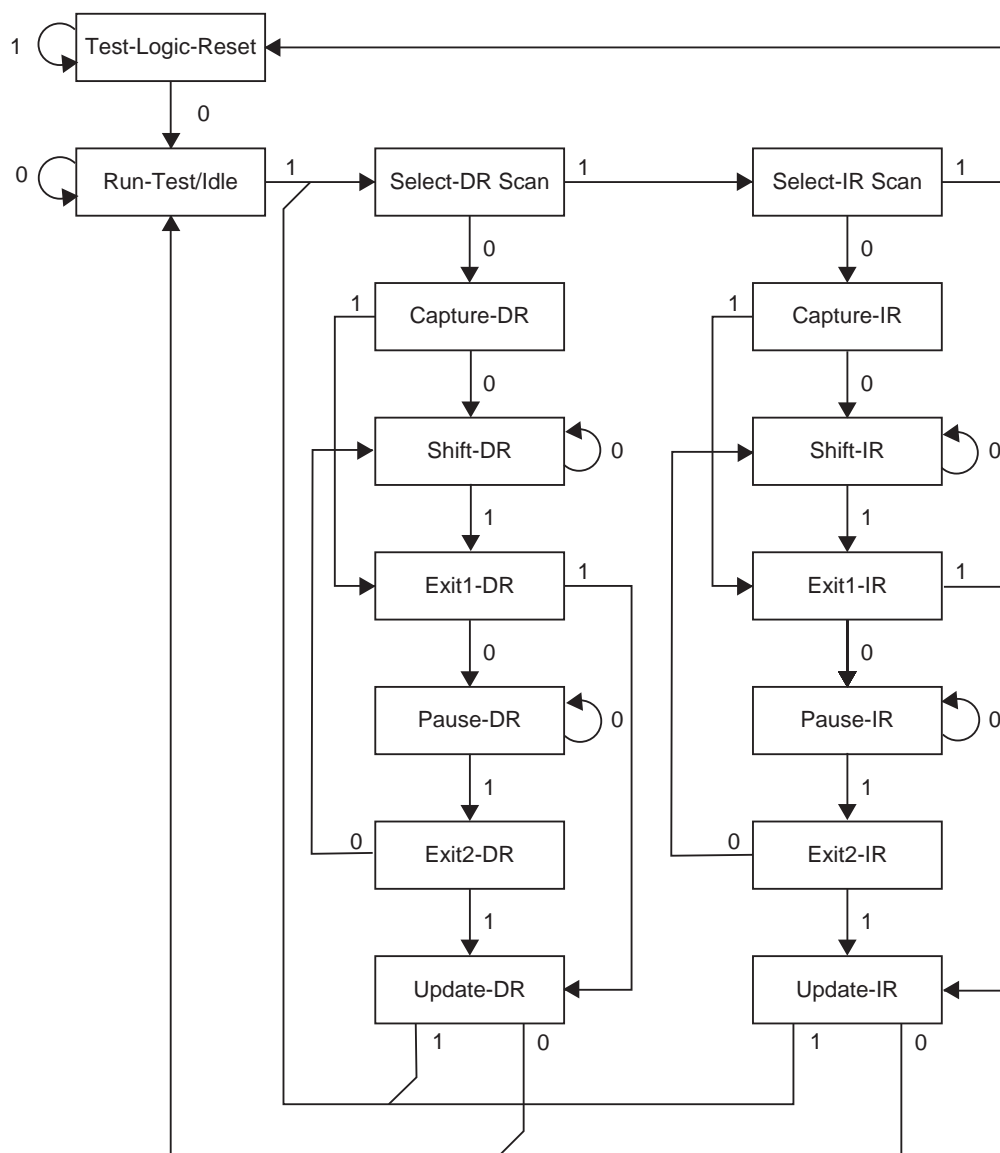 1 Test-Logic-Reset
0
0 Run-Test/Idle 1 Select-DR Scan 1 Select-IR Scan 1
0 0
1 Capture-DR 1 Capture-IR
0 0
Shift-DR 0 Shift-IR 0
1 1
Exit1-DR 1 Exit1-IR 1
0 0
Pause-DR 0 Pause-IR 0
1 1
0 Exit2-DR 0 Exit2-IR
1 1
Update-DR Update-IR
1 0 1 0